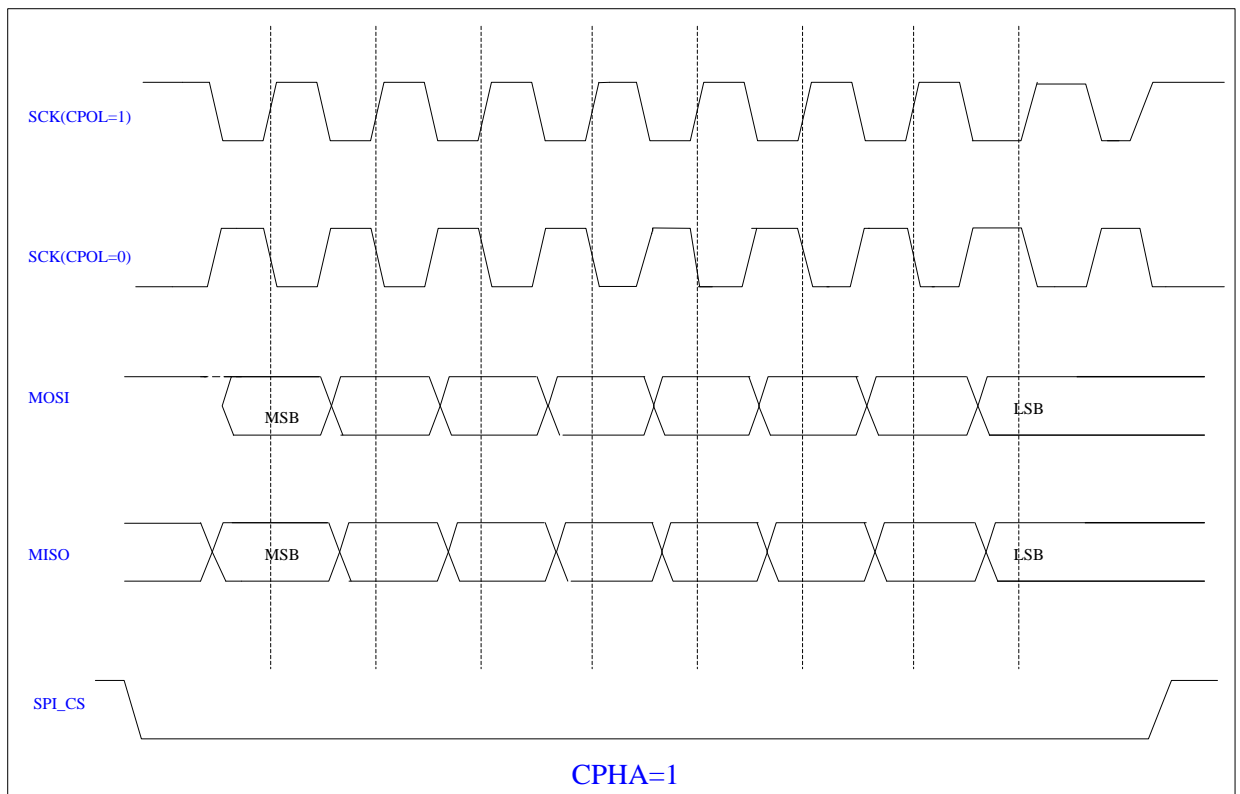 SCK(CPOL=1)
SCK(CPOL=0)
MOSI
MSB
LSB
MISO
MSB
LSB
SPI_CS
CPHA=1